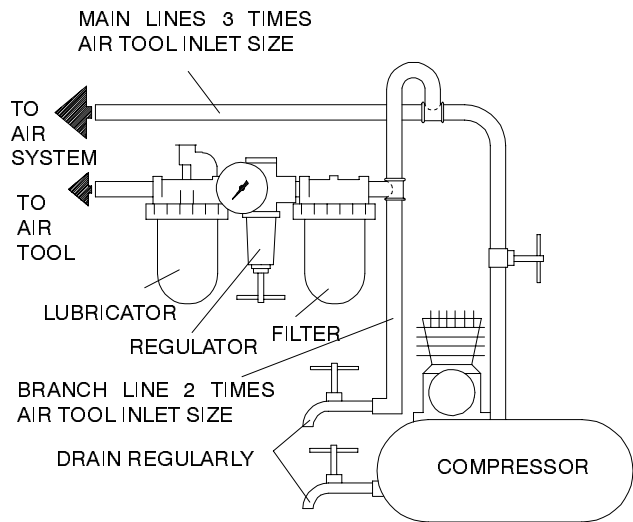 MAIN LINES 3 TIMES
AIR TOOL INLET SIZE
TO
AIR
SYSTEM
TO
AIR
TOOL
LUBRICATOR
REGULATOR
FILTER
BRANCH LINE 2 TIMES
AIR TOOL INLET SIZE
DRAIN REGULARLY
COMPRESSOR